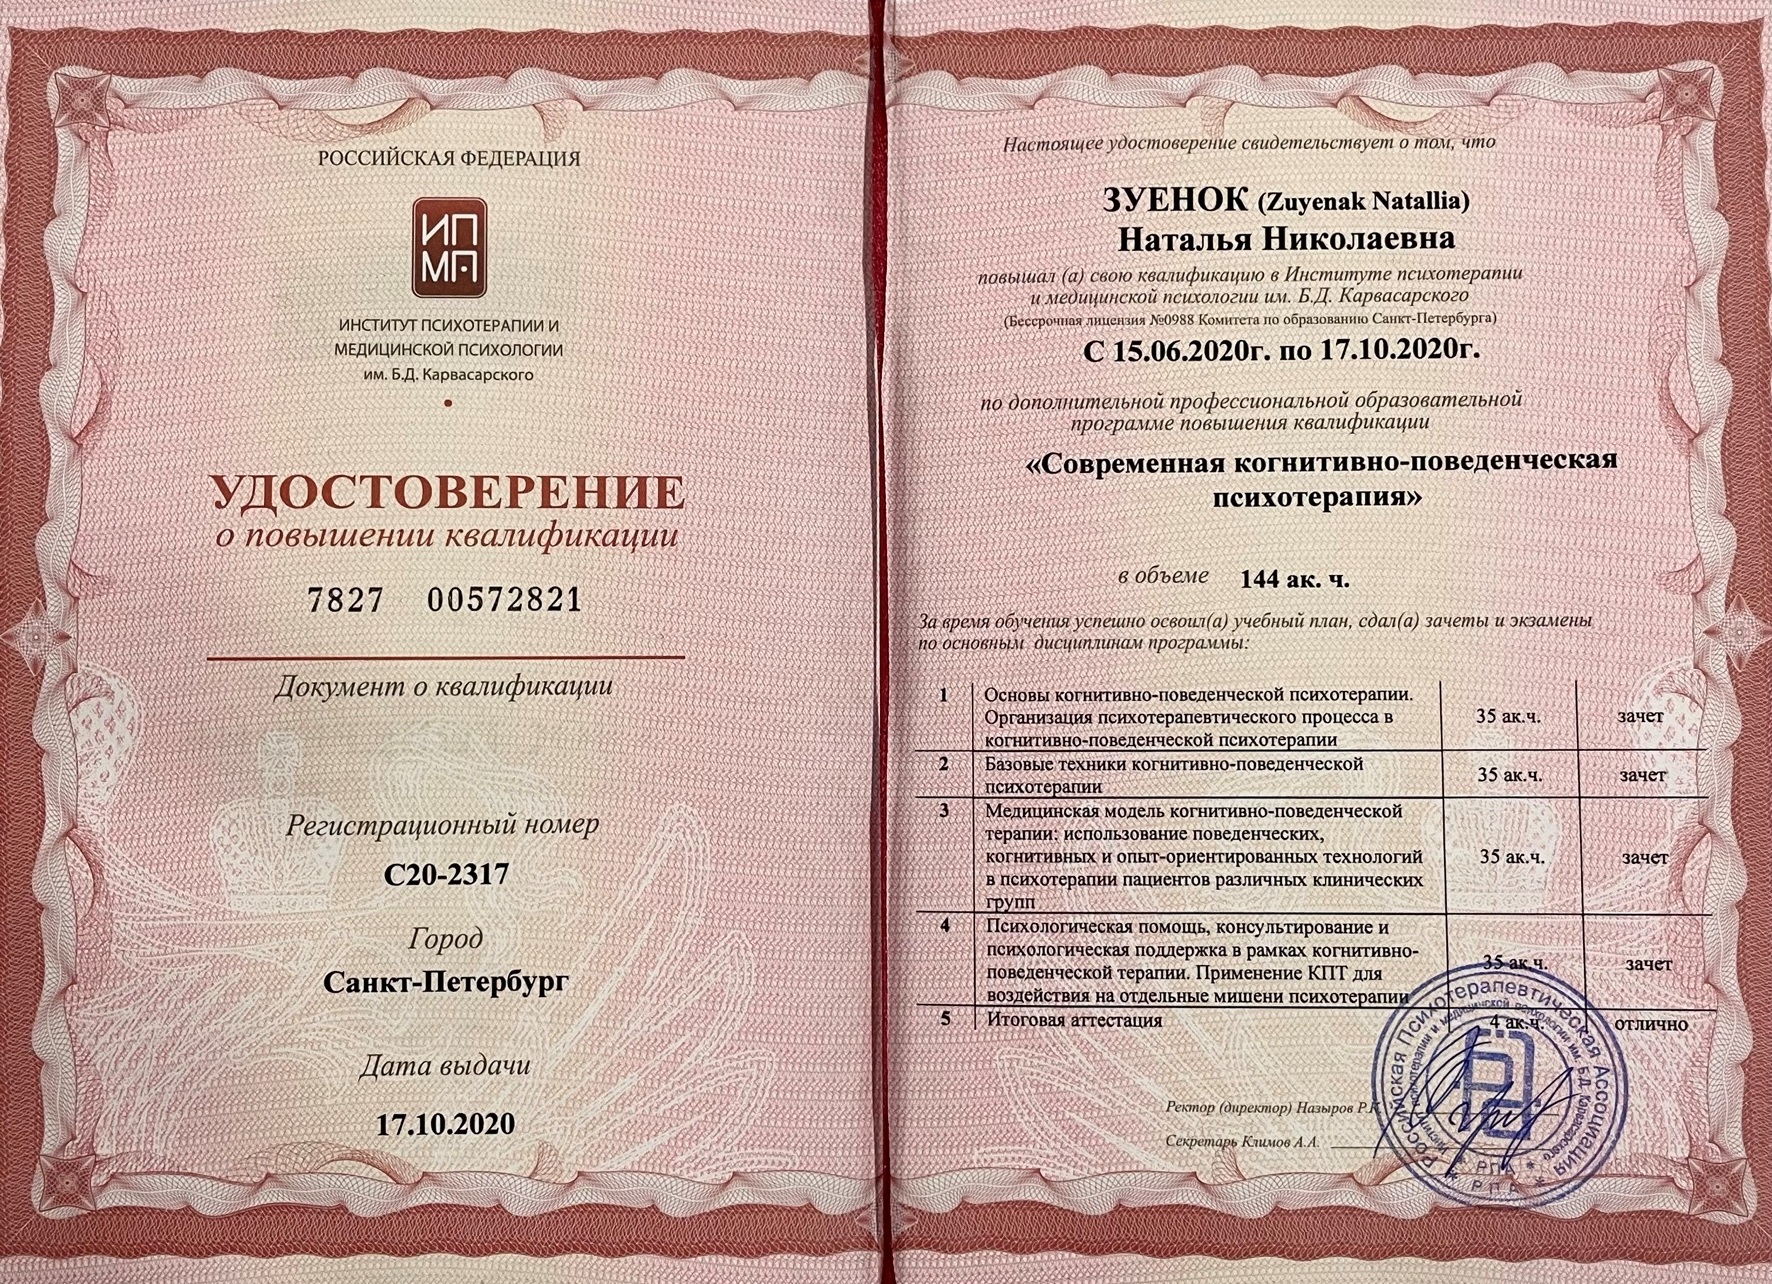 РОССИЙСКАЯ ФЕДЕРАЦИЯ
ИП
МП
ИНСТИТУТ ПСИХОТЕРАПИИ И
МЕДИЦИНСКОЙ ПСИХОЛОГИИ
им. Б.Д. Карвасарского
УДОСТОВЕРЕНИЕ
о повышении квалификации
7827 00572821
Документ о квалификации
Регистрационный номер
С20-2317
Город
Санкт-Петербург
Дата выдачи
17.10.2020
Настоящее удостоверение свидетельствует о том, что
ЗУЕНОК (Zuyenak Natallia)
Наталья Николаевна
повышал (а) свою квалификацию в Институте психотерапии
и медицинской психологии им. Б.Д. Карвасарского
(Бессрочная лицензия №0988 Комитета по образованию Санкт-Петербурга)
С 15.06.2020г. по 17.10.2020г.
по дополнительной профессиональной образовательной
программе повышения квалификации
«Современная когнитивно-поведенческая
психотерапия»
в объеме 144 ак. ч.
За время обучения успешно освоил(а) учебный план, сдал(а) зачеты и экзамены
по основным дисциплинам программы:
1 Основы когнитивно-поведенческой психотерапии.
Организация психотерапевтического процесса в 35 ак.ч. зачет
когнитивно-поведенческой психотерапии
2 Базовые техники когнитивно-поведенческой
психотерапии 35 ак.ч. зачет
3 Медицинская модель когнитивно-поведенческой
терапии: использование поведенческих,
когнитивных и опыт-ориентированных технологий 35 ак.ч. зачет
в психотерапии пациентов различных клинических
групп
4 Психологическая помощь, консультирование и
психологическая поддержка в рамках когнитивно-
поведенческой терапии. Применение КПТ для 35 ак.ч. зачет
воздействия на отдельные мишени психотерапии
5 Итоговая аттестация 4 ак.ч. отлично
Ректор (директор) Назыров Р.К.
Секретарь Климов А.А.
Российская Психотерапевтическая Ассоциация
* РПА *
Институт психотерапии и медицинской психологии им. Б.Д. Карвасарского
* РПА *